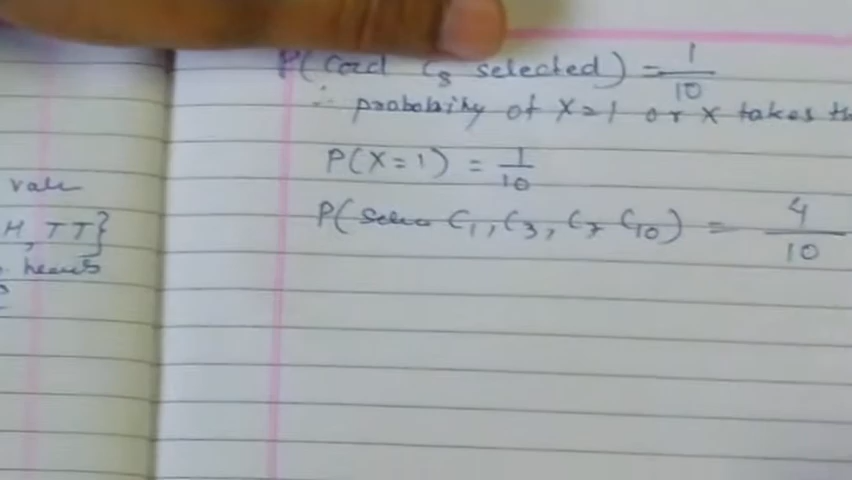 vale
H, TT}
heads
P( Card C₈ selected ) = 1/10
∴ probability of X=1 or X takes th
P(X=1) = 1/10
P( C₁, C₃, C₇ C₁₀ ) = 4/10